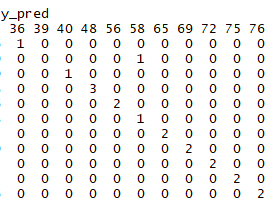 y_pred
36 39 40 48 56 58 65 69 72 75 76
1 0 0 0 0 0 0 0 0 0 0
0 0 0 0 0 1 0 0 0 0 0
0 0 1 0 0 0 0 0 0 0 0
0 0 0 3 0 0 0 0 0 0 0
0 0 0 0 2 0 0 0 0 0 0
0 0 0 0 0 1 0 0 0 0 0
0 0 0 0 0 0 2 0 0 0 0
0 0 0 0 0 0 0 2 0 0 0
0 0 0 0 0 0 0 0 2 0 0
0 0 0 0 0 0 0 0 0 2 0
0 0 0 0 0 0 0 0 0 0 2